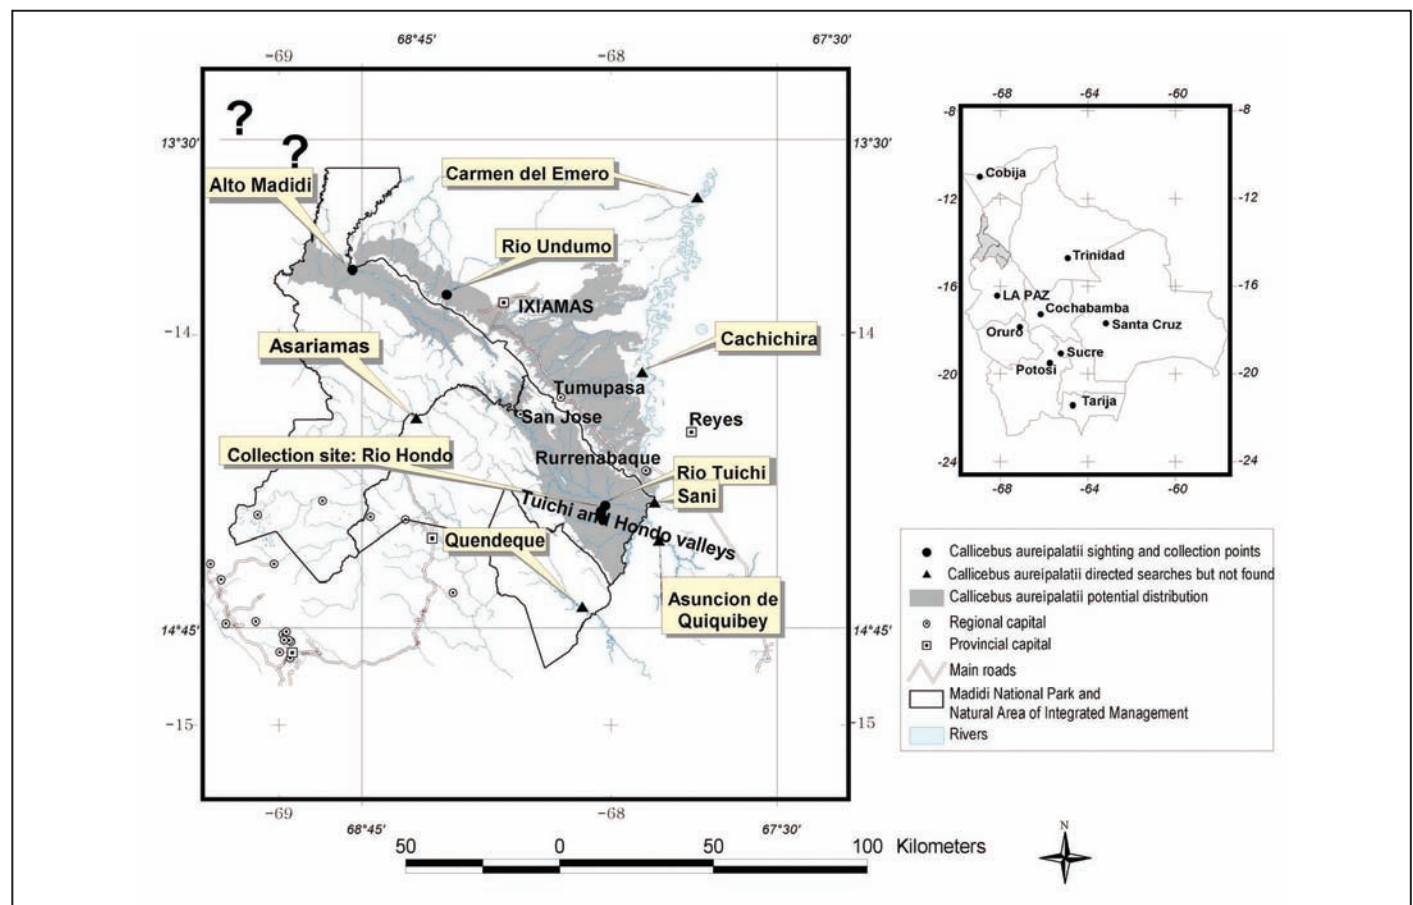 68°45'
67°30'
-69
-68
?
?
13°30'
13°30'
Alto Madidi
Carmen del Emero
Rio Undumo
IXIAMAS
-14
-14
Asariamas
Cachichira
Tumupasa
San Jose
Reyes
Collection site: Rio Hondo
Rurrenabaque
Rio Tuichi
Sani
Tuichi and Hondo valleys
Quendeque
Asuncion de
Quiquibey
14°45'
14°45'
-15
-15
-69
-68
68°45'
67°30'
50 0 50 100 Kilometers
N
-68 -64 -60
-8 -8
Cobija
-12 -12
Trinidad
-16 -16
LA PAZ
Cochabamba
Oruro
Santa Cruz
Sucre
Potosi
-20 -20
Tarija
-24 -24
-68 -64 -60
Callicebus aureipalatii sighting and collection points
Callicebus aureipalatii directed searches but not found
Callicebus aureipalatii potential distribution
Regional capital
Provincial capital
Main roads
Madidi National Park and
Natural Area of Integrated Management
Rivers